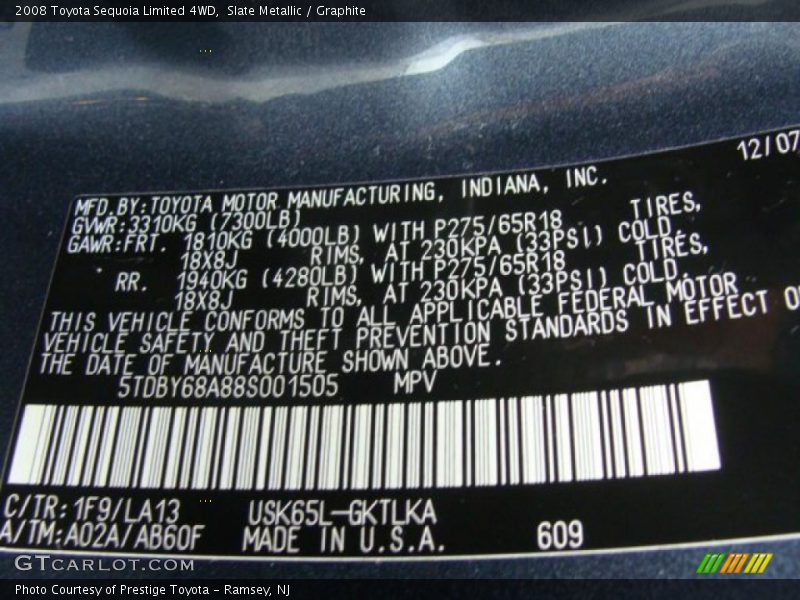 2008 Toyota Sequoia Limited 4WD, Slate Metallic / Graphite
12/07
MFD.BY:TOYOTA MOTOR MANUFACTURING, INDIANA, INC.
GVWR:3310KG (7300LB)
GAWR:FRT. 1810KG (4000LB) WITH P275/65R18 TIRES,
18X8J RIMS, AT 230KPA (33PSI) COLD.
RR. 1940KG (4280LB) WITH P275/65R18 TIRES,
18X8J RIMS, AT 230KPA (33PSI) COLD.
THIS VEHICLE CONFORMS TO ALL APPLICABLE FEDERAL MOTOR
VEHICLE SAFETY AND THEFT PREVENTION STANDARDS IN EFFECT O
THE DATE OF MANUFACTURE SHOWN ABOVE.
5TDBY68A88S001505 MPV
C/TR:1F9/LA13 USK65L-GKTLKA
A/TM:A02A/AB60F MADE IN U.S.A. 609
GTCARLOT.COM
Photo Courtesy of Prestige Toyota - Ramsey, NJ